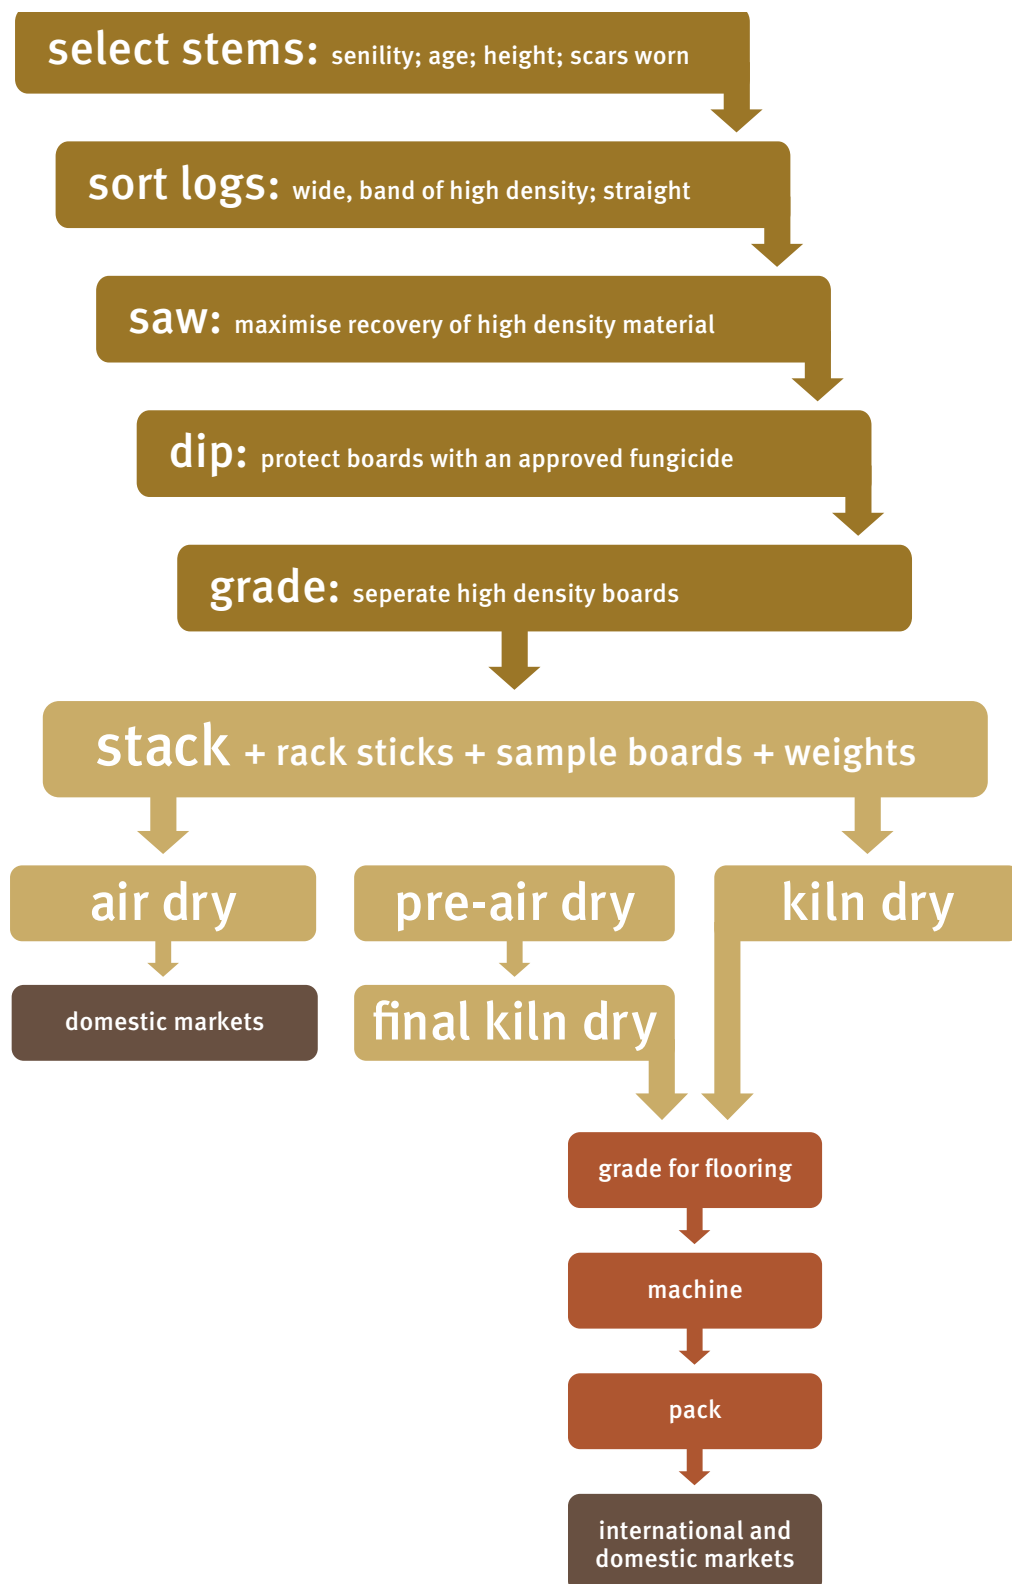 select stems: senility; age; height; scars worn
sort logs: wide, band of high density; straight
saw: maximise recovery of high density material
dip: protect boards with an approved fungicide
grade: seperate high density boards
stack + rack sticks + sample boards + weights
air dry
pre-air dry
kiln dry
domestic markets
final kiln dry
grade for flooring
machine
pack
international and
domestic markets